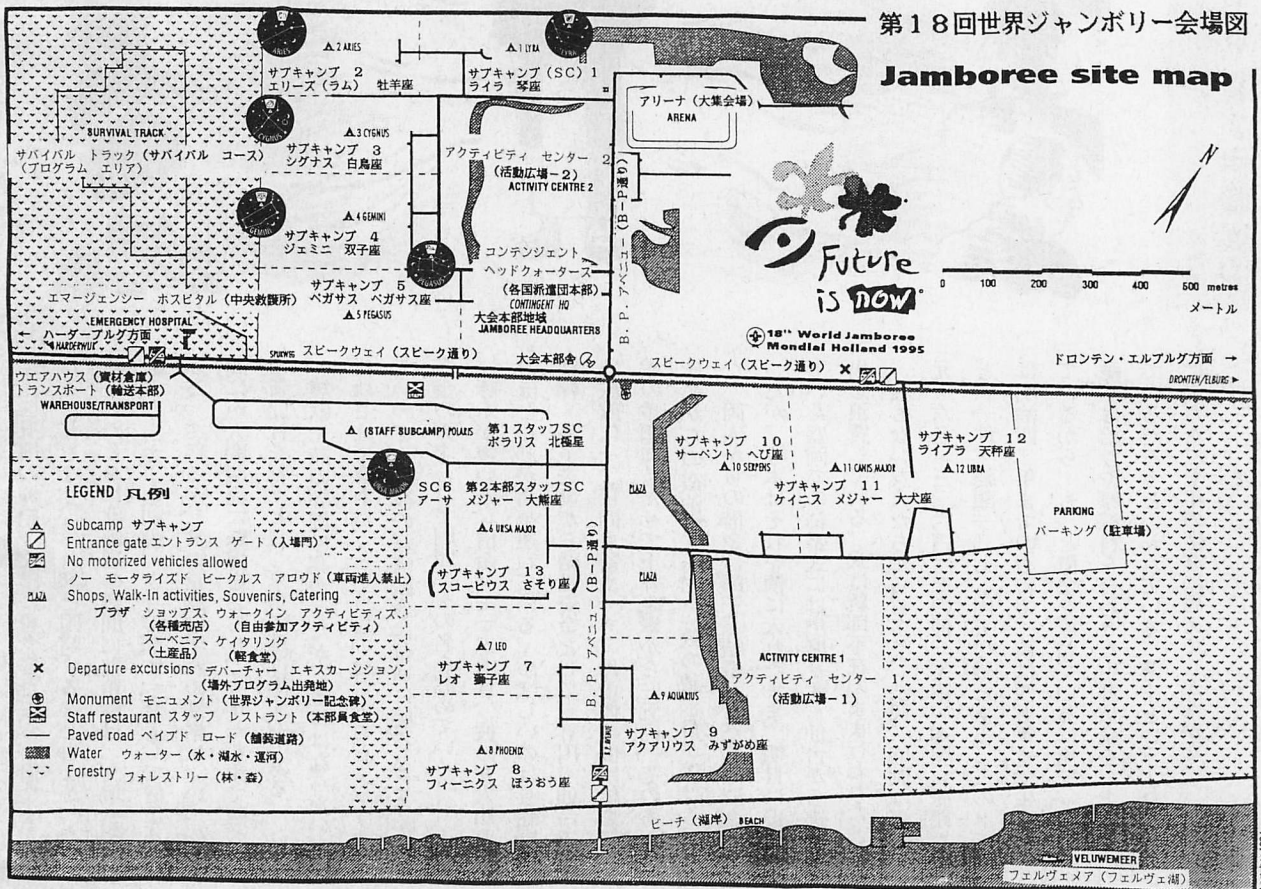 第18回世界ジャンボリー会場図
Jamboree site map
ARIES
▲ 2 ARIES
サブキャンプ 2
エリーズ(ラム) 牡羊座
LYRA
▲ 1 LYRA
サブキャンプ(SC)1
ライラ 琴座
アリーナ(大集会場)
ARENA
SURVIVAL TRACK
サバイバル トラック(サバイバル コース)
(プログラム エリア)
CYGNUS
▲ 3 CYGNUS
サブキャンプ 3
シグナス 白鳥座
アクティビティ センター 2
(活動広場-2)
ACTIVITY CENTRE 2
B.P.アベニュー(B-P通り)
N
GEMINI
▲ 4 GEMINI
サブキャンプ 4
ジェミニ 双子座
PEGASUS
サブキャンプ 5
ペガサス ペガサス座
▲ 5 PEGASUS
コンテンジェント
ヘッドクォータース
(各国派遣団本部)
CONTINGENT HQ
大会本部地域
JAMBOREE HEADQUARTERS
Future
is now
18th World Jamboree
Mondial Holland 1995
0 100 200 300 400 500 metres
メートル
エマージェンシー ホスピタル(中央救護所)
EMERGENCY HOSPITAL
← ハーダーブルグ方面
◀ HARDERWIJK
SPIJKWEG スピークウェイ(スピーク通り)
大会本部舎
スピークウェイ(スピーク通り)
ドロンテン・エルブルグ方面 →
DRONTEN/ELBURG ▶
ウエアハウス(資材倉庫)
トランスポート(輸送本部)
WAREHOUSE/TRANSPORT
▲ (STAFF SUBCAMP) POLARIS 第1スタッフSC
ポラリス 北極星
SC6 第2本部スタッフSC
アーサ メジャー 大熊座
▲ 6 URSA MAJOR
(サブキャンプ 13
スコーピウス さそり座)
▲ 7 LEO
サブキャンプ 7
レオ 獅子座
▲ 8 PHOENIX
サブキャンプ 8
フィーニクス ほうおう座
B.P.アベニュー(B-P通り)
PLAZA
PLAZA
サブキャンプ 10
サーペント へび座
▲ 10 SERPENS
▲ 11 CANIS MAJOR
サブキャンプ 11
ケイニス メジャー 大犬座
サブキャンプ 12
ライブラ 天秤座
▲ 12 LIBRA
PARKING
パーキング(駐車場)
ACTIVITY CENTRE 1
アクティビティ センター 1
(活動広場-1)
▲ 9 AQUARIUS
サブキャンプ 9
アクアリウス みずがめ座
LEGEND 凡例
▲ Subcamp サブキャンプ
Entrance gate エントランス ゲート(入場門)
No motorized vehicles allowed
ノー モータライズド ビークルス アロウド(車両進入禁止)
PLAZA Shops, Walk-In activities, Souvenirs, Catering
プラザ ショップス、ウォークイン アクティビティズ、
(各種売店) (自由参加アクティビティ)
スーベニア、ケイタリング
(土産品) (軽食堂)
× Departure excursions デパーチャー エキスカーション
(場外プログラム出発地)
Monument モニュメント(世界ジャンボリー記念碑)
Staff restaurant スタッフ レストラント(本部員食堂)
Paved road ペイブド ロード(舗装道路)
Water ウォーター(水・湖水・運河)
Forestry フォレストリー(林・森)
ビーチ(湖岸) BEACH
VELUWEMEER
フェルヴェメア(フェルヴェ湖)